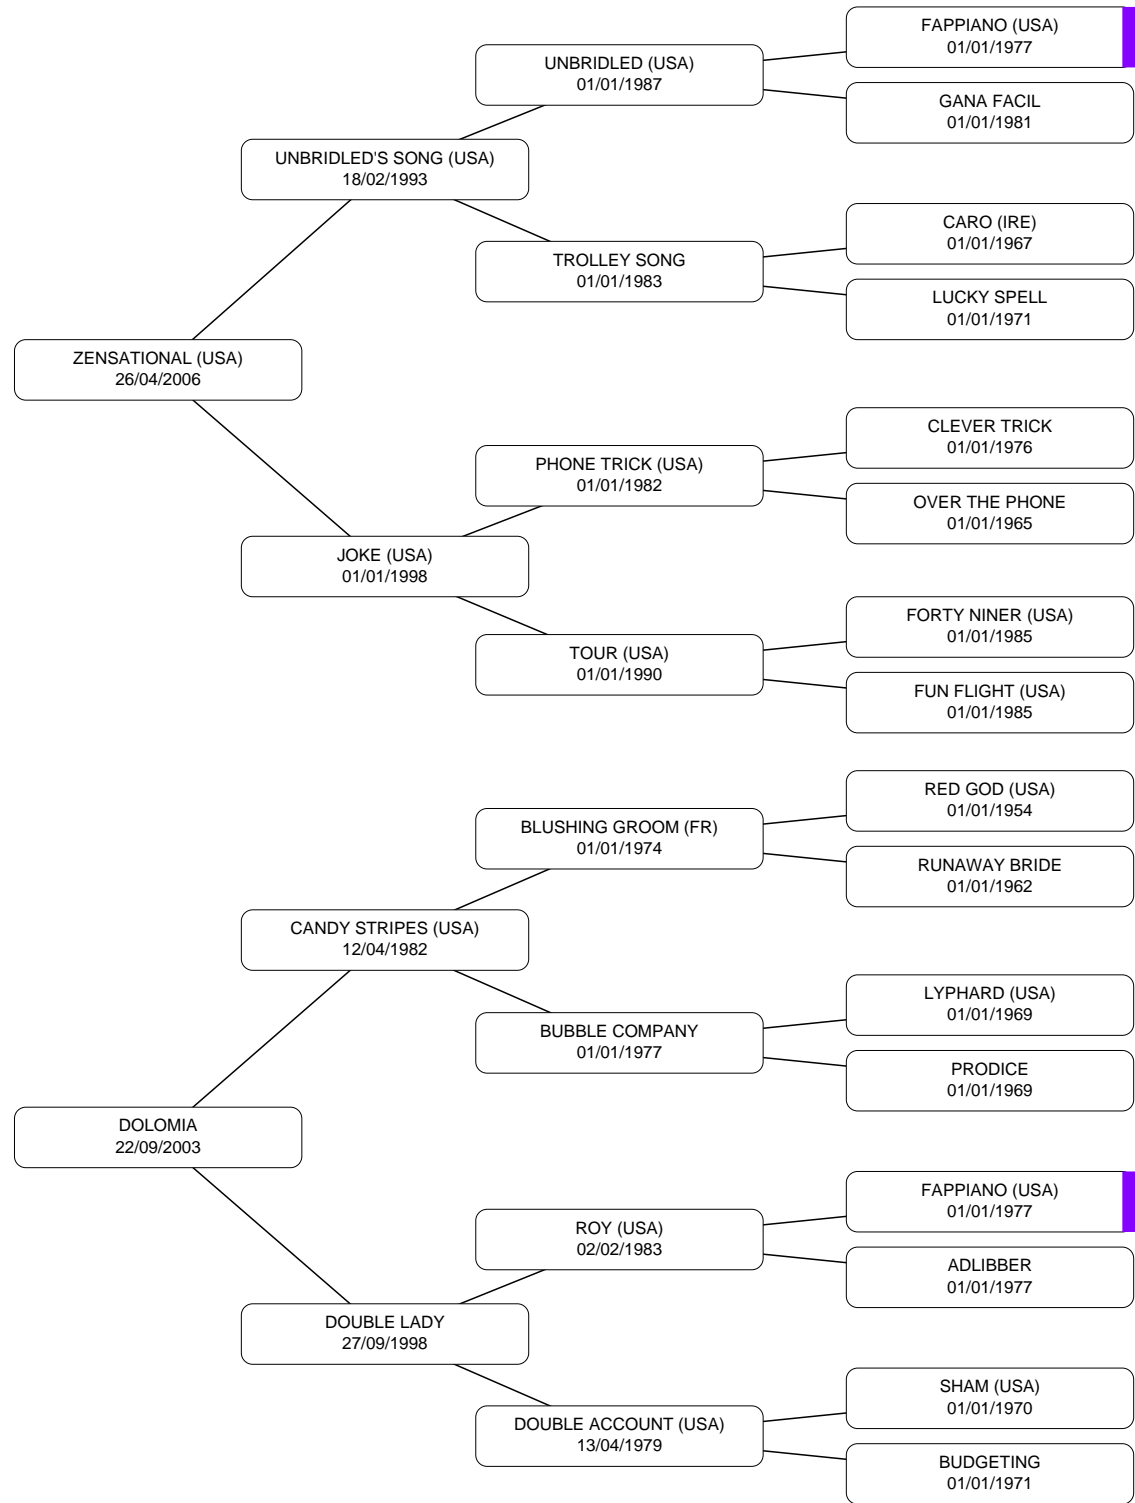 FAPPIANO (USA)
01/01/1977
UNBRIDLED (USA)
01/01/1987
GANA FACIL
01/01/1981
UNBRIDLED'S SONG (USA)
18/02/1993
CARO (IRE)
01/01/1967
TROLLEY SONG
01/01/1983
LUCKY SPELL
01/01/1971
ZENSATIONAL (USA)
26/04/2006
CLEVER TRICK
01/01/1976
PHONE TRICK (USA)
01/01/1982
OVER THE PHONE
01/01/1965
JOKE (USA)
01/01/1998
FORTY NINER (USA)
01/01/1985
TOUR (USA)
01/01/1990
FUN FLIGHT (USA)
01/01/1985
RED GOD (USA)
01/01/1954
BLUSHING GROOM (FR)
01/01/1974
RUNAWAY BRIDE
01/01/1962
CANDY STRIPES (USA)
12/04/1982
LYPHARD (USA)
01/01/1969
BUBBLE COMPANY
01/01/1977
PRODICE
01/01/1969
DOLOMIA
22/09/2003
FAPPIANO (USA)
01/01/1977
ROY (USA)
02/02/1983
ADLIBBER
01/01/1977
DOUBLE LADY
27/09/1998
SHAM (USA)
01/01/1970
DOUBLE ACCOUNT (USA)
13/04/1979
BUDGETING
01/01/1971